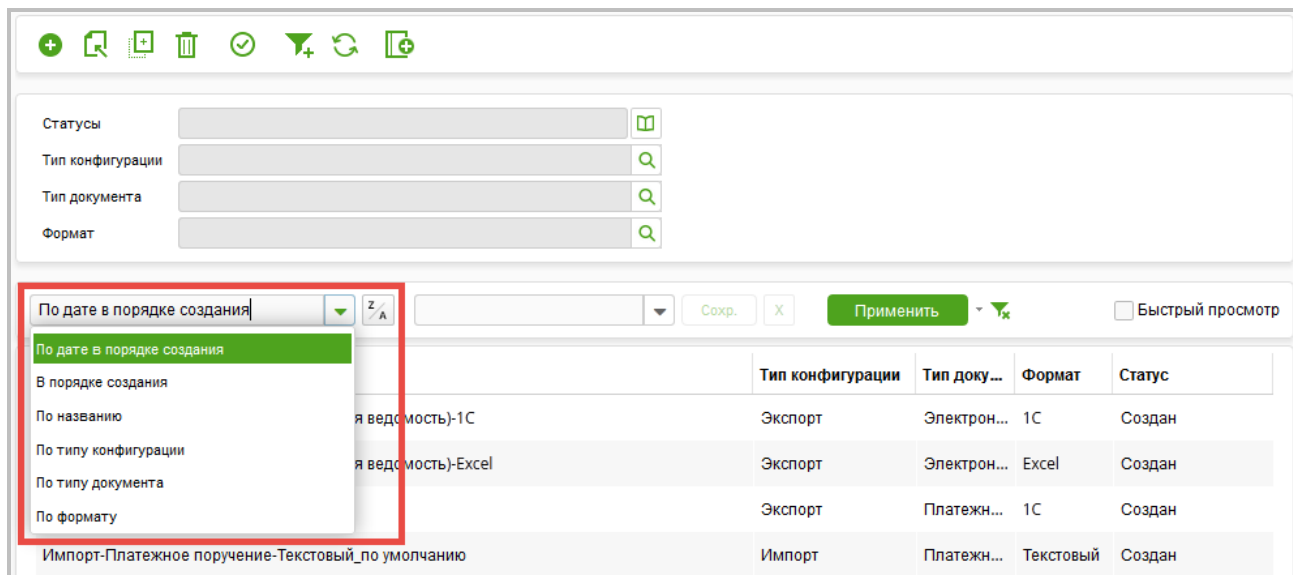 Статусы
Тип конфигурации
Тип документа
Формат
По дате в порядке создания Z/A Сохр. X Применить Быстрый просмотр
По дате в порядке создания
В порядке создания
По названию
По типу конфигурации
По типу документа
По формату
Тип конфигурации Тип доку... Формат Статус
я ведомость)-1С Экспорт Электрон... 1С Создан
я ведомость)-Excel Экспорт Электрон... Excel Создан
Экспорт Платежн... 1С Создан
Импорт-Платежное поручение-Текстовый_по умолчанию Импорт Платежн... Текстовый Создан